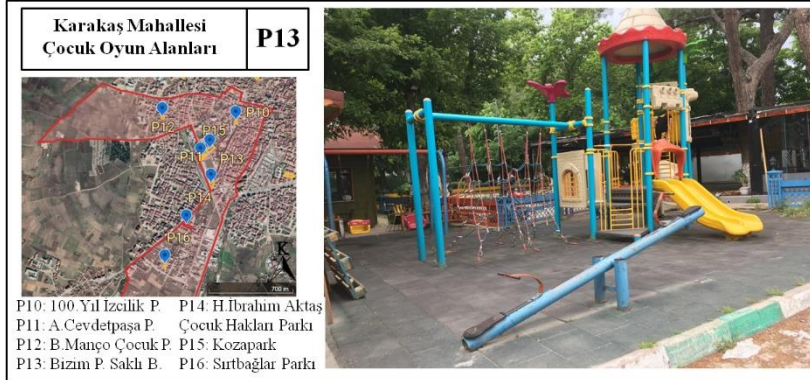 Karakaş Mahallesi
Çocuk Oyun Alanları
P13
P12
P10
P15
P11
P13
P14
P16
K
700 m
P10: 100.Yıl İzcilik P.
P11: A.Cevdetpaşa P.
P12: B.Manço Çocuk P.
P13: Bizim P. Saklı B.
P14: H.İbrahim Aktaş
Çocuk Hakları Parkı
P15: Kozapark
P16: Sırtbağlar Parkı